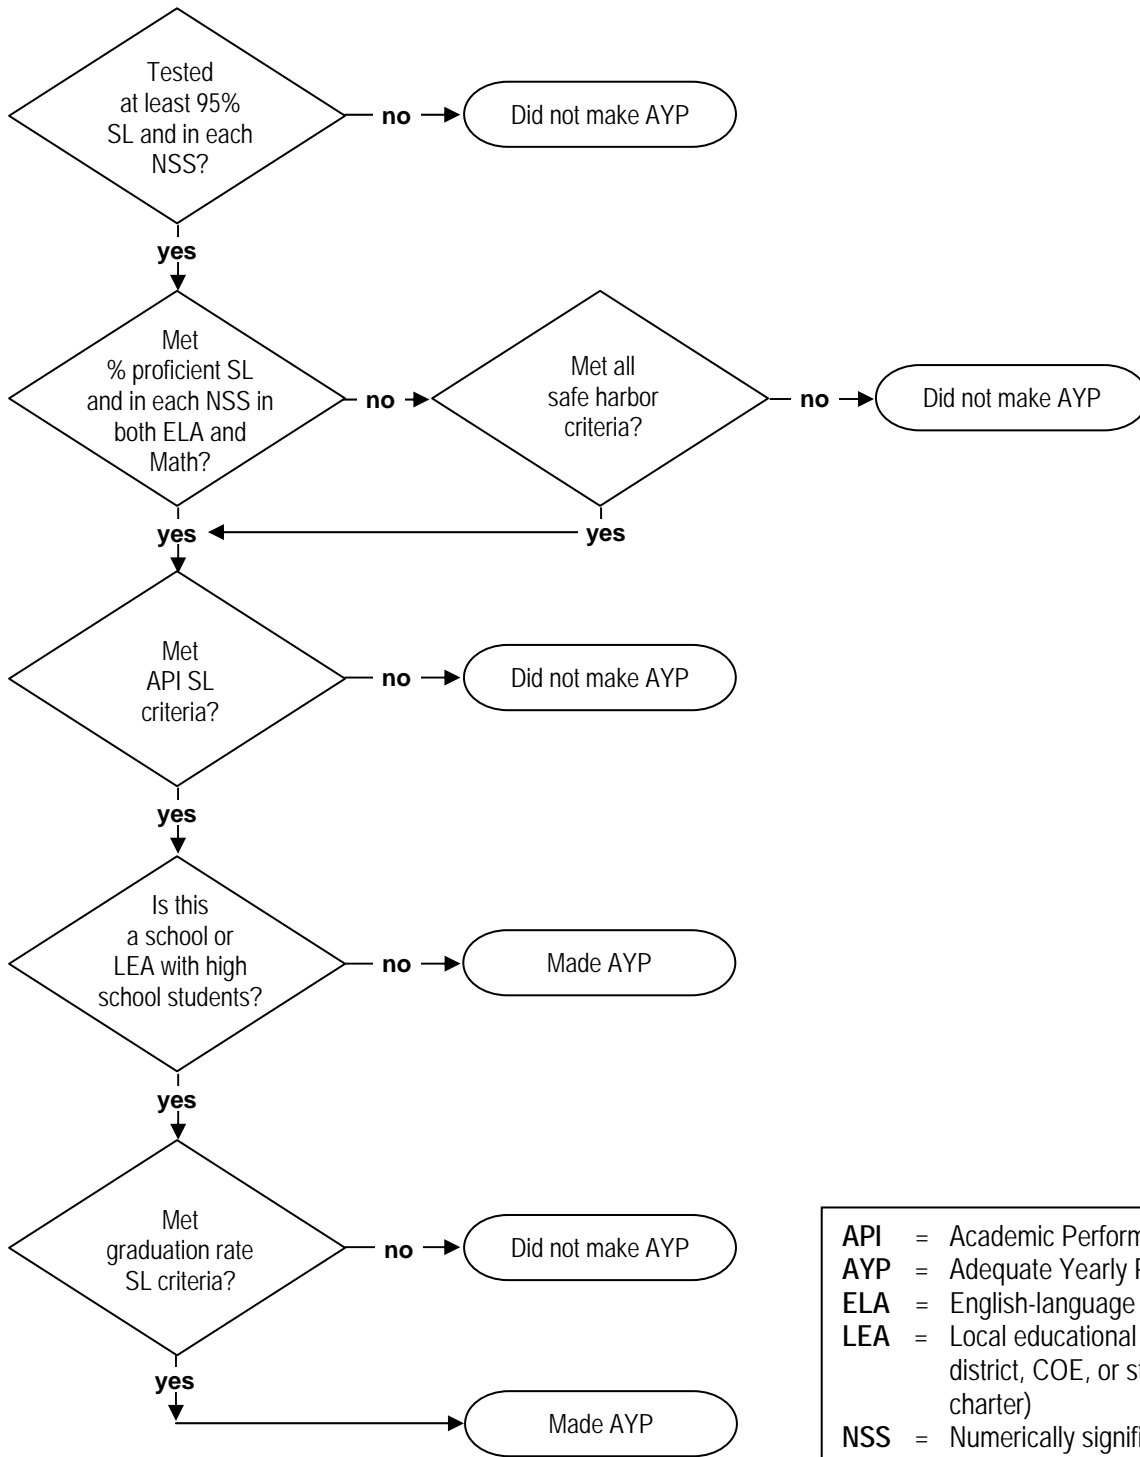 Tested
at least 95%
SL and in each
NSS?
no
Did not make AYP
yes
Met
% proficient SL
and in each NSS in
both ELA and
Math?
no
Met all
safe harbor
criteria?
no
Did not make AYP
yes
yes
Met
API SL
criteria?
no
Did not make AYP
yes
Is this
a school or
LEA with high
school students?
no
Made AYP
yes
Met
graduation rate
SL criteria?
no
Did not make AYP
yes
Made AYP
API = Academic
AYP = Adequate Yearly
ELA = English-language
LEA = Local educational
district, COE, or
charter)
NSS = Numerically